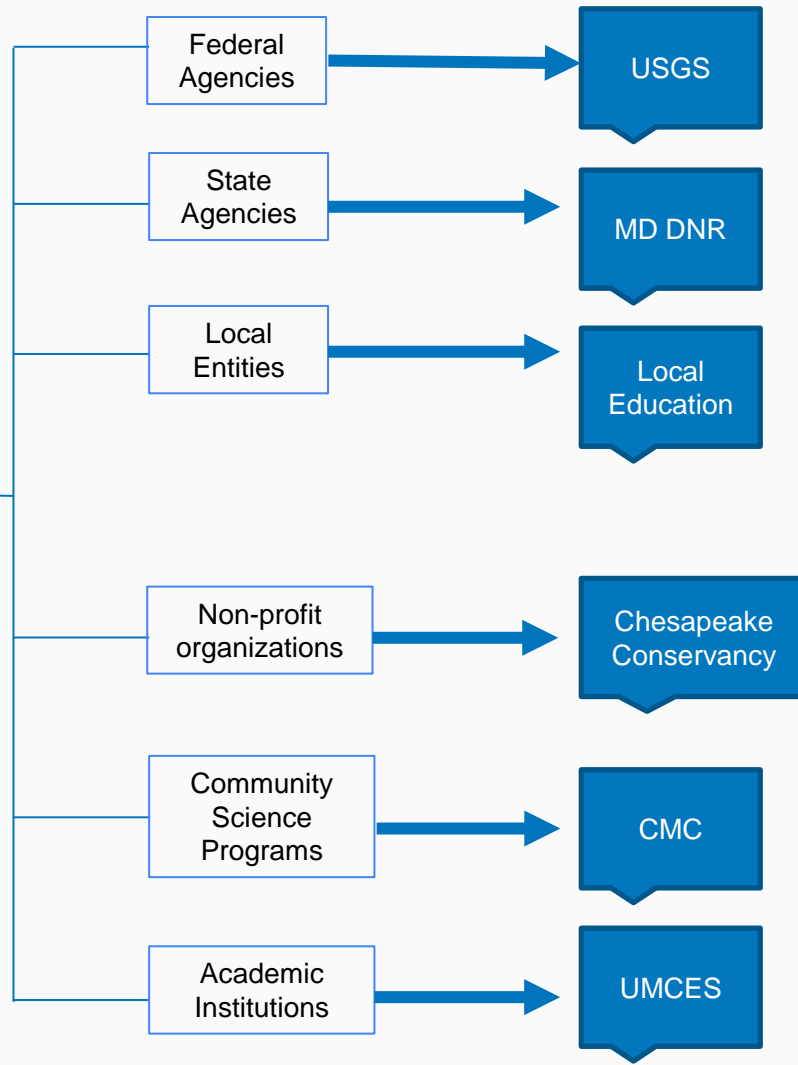 Federal
Agencies
USGS
State
Agencies
MD DNR
Local
Entities
Local
Education
Non-profit
organizations
Chesapeake
Conservancy
Community
Science
Programs
CMC
Academic
Institutions
UMCES